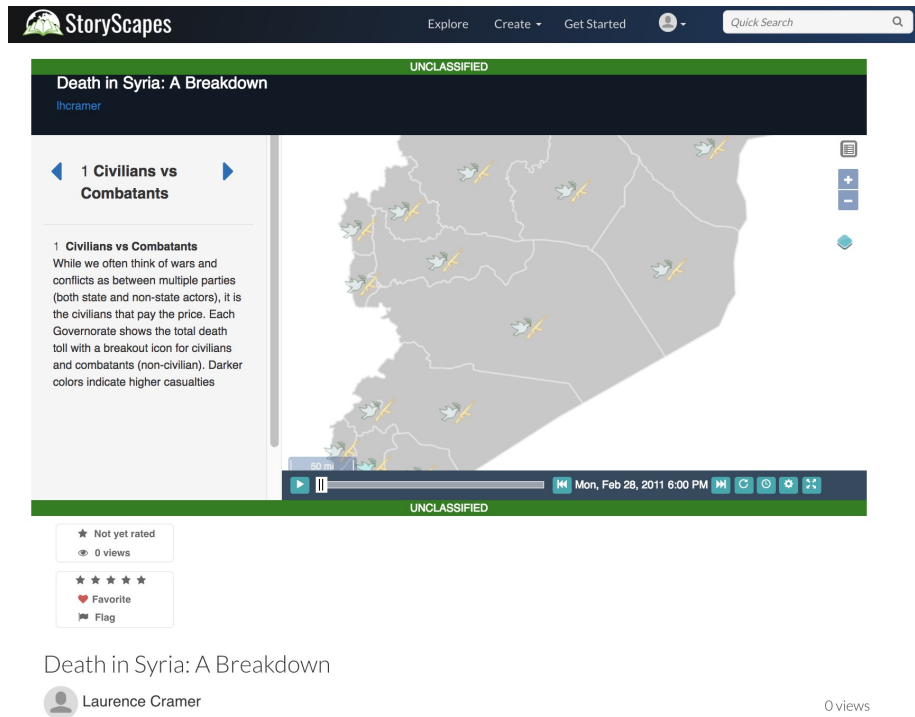 StoryScapes
Explore Create Get Started Quick Search
UNCLASSIFIED
Death in Syria: A Breakdown
lhcramer
1 Civilians vs
Combatants
1 Civilians vs Combatants
While we often think of wars and
conflicts as between multiple parties
(both state and non-state actors), it is
the civilians that pay the price. Each
Governorate shows the total death
toll with a breakout icon for civilians
and combatants (non-civilian). Darker
colors indicate higher casualties
50 mi
Mon, Feb 28, 2011 6:00 PM
UNCLASSIFIED
Not yet rated
0 views
Favorite
Flag
Death in Syria: A Breakdown
Laurence Cramer
0 views